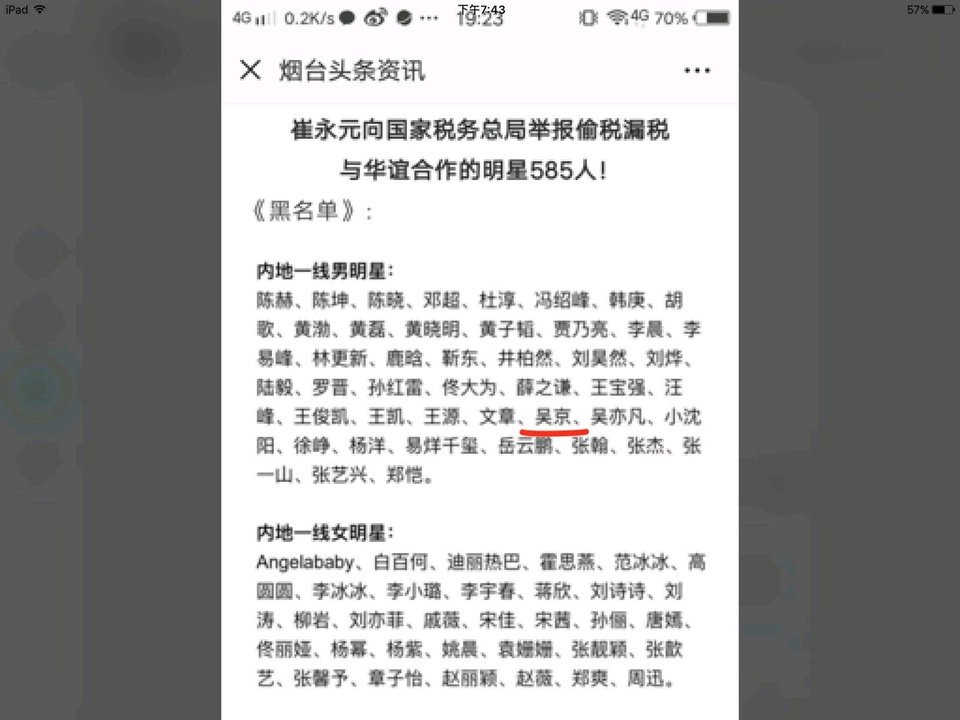 iPad 下午7:43 57%
4G 0.2K/s 19:23 4G 70%
烟台头条资讯
崔永元向国家税务总局举报偷税漏税
与华谊合作的明星585人！
《黑名单》：
内地一线男明星：
陈赫、陈坤、陈晓、邓超、杜淳、冯绍峰、韩庚、胡
歌、黄渤、黄磊、黄晓明、黄子韬、贾乃亮、李晨、李
易峰、林更新、鹿晗、靳东、井柏然、刘昊然、刘烨、
陆毅、罗晋、孙红雷、佟大为、薛之谦、王宝强、汪
峰、王俊凯、王凯、王源、文章、吴京、吴亦凡、小沈
阳、徐峥、杨洋、易烊千玺、岳云鹏、张翰、张杰、张
一山、张艺兴、郑恺。
内地一线女明星：
Angelababy、白百何、迪丽热巴、霍思燕、范冰冰、高
圆圆、李冰冰、李小璐、李宇春、蒋欣、刘诗诗、刘
涛、柳岩、刘亦菲、戚薇、宋佳、宋茜、孙俪、唐嫣、
佟丽娅、杨幂、杨紫、姚晨、袁姗姗、张靓颖、张歆
艺、张馨予、章子怡、赵丽颖、赵薇、郑爽、周迅。